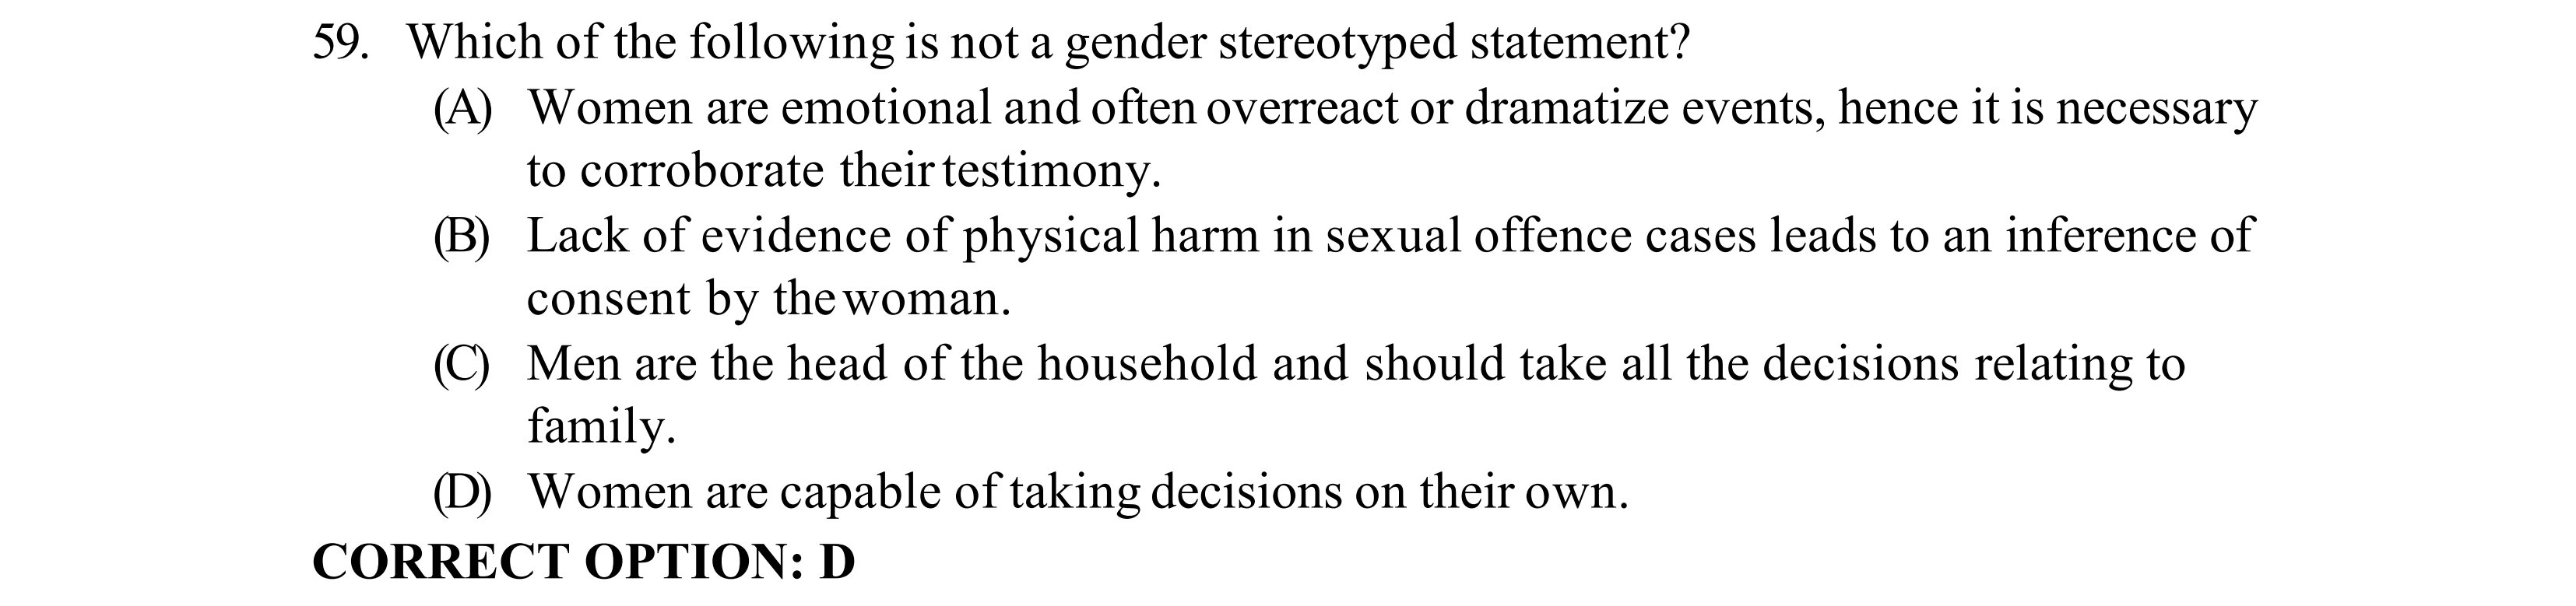 59. Which of the following is not a gender stereotyped statement?
(A) Women are emotional and often overreact or dramatize events, hence it is necessary
to corroborate their testimony.
(B) Lack of evidence of physical harm in sexual offence cases leads to an inference of
consent by the woman.
(C) Men are the head of the household and should take all the decisions relating to
family.
(D) Women are capable of taking decisions on their own.
CORRECT OPTION: D